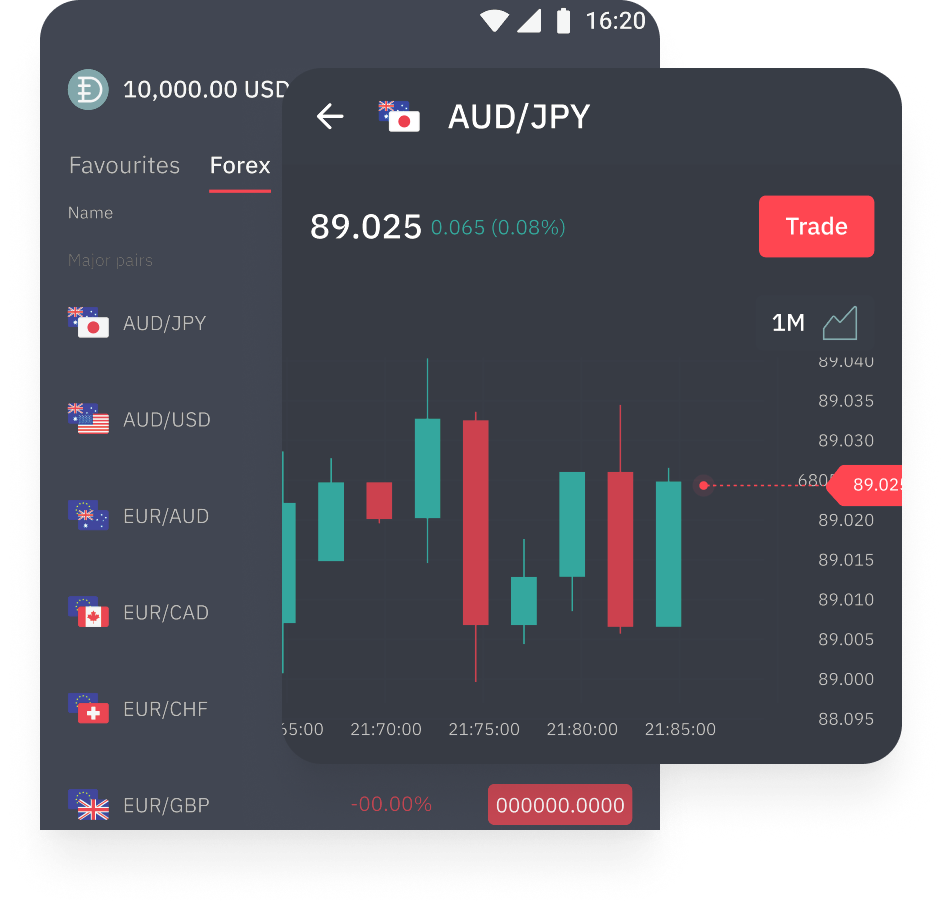 16:20
10,000.00 USD
Favourites Forex
Name
Major pairs
AUD/JPY
AUD/USD
EUR/AUD
EUR/CAD
EUR/CHF
EUR/GBP -00.00% 000000.0000
AUD/JPY
89.025 0.065 (0.08%)
Trade
1M
89.040
89.035
89.030
6805
89.025
89.020
89.015
89.010
89.005
89.000
88.095
65:00 21:70:00 21:75:00 21:80:00 21:85:00